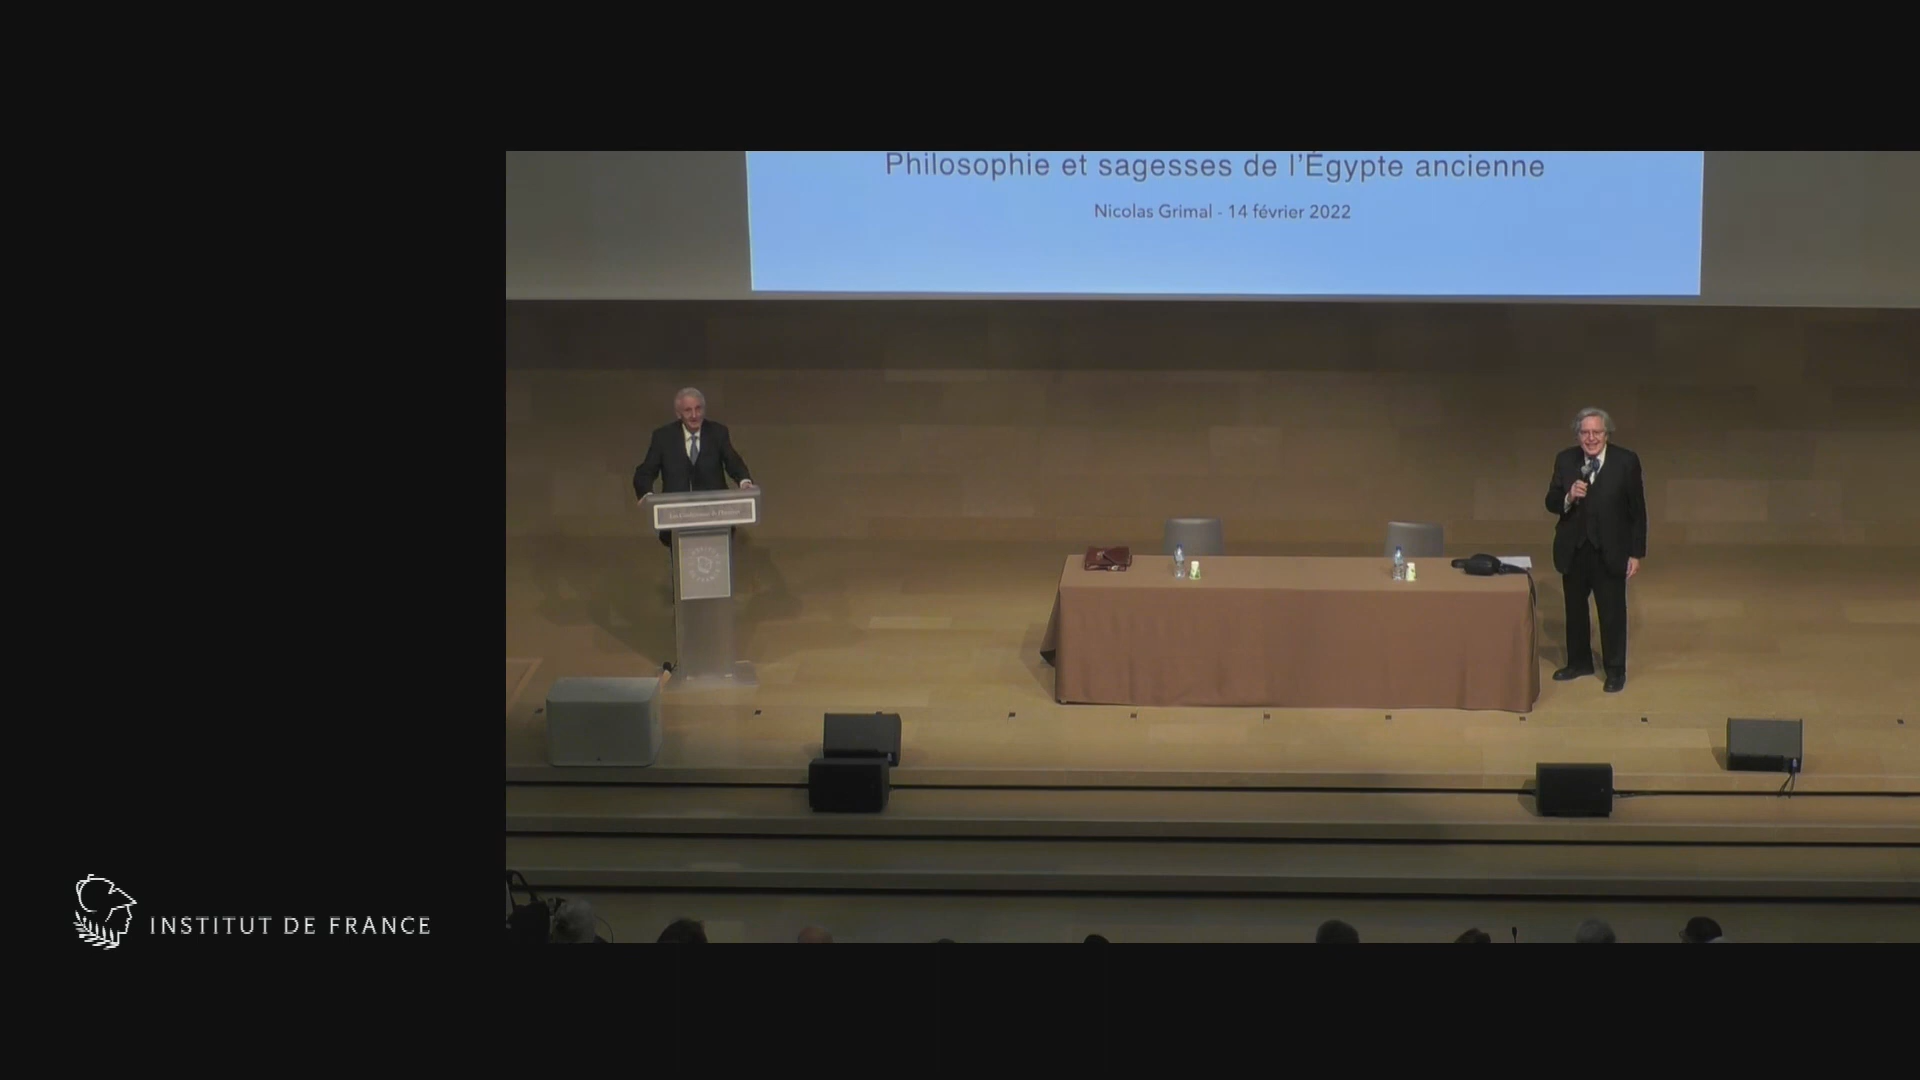 Philosophie et sagesses de l'Égypte ancienne
Nicolas Grimal - 14 février 2022
INSTITUT DE FRANCE